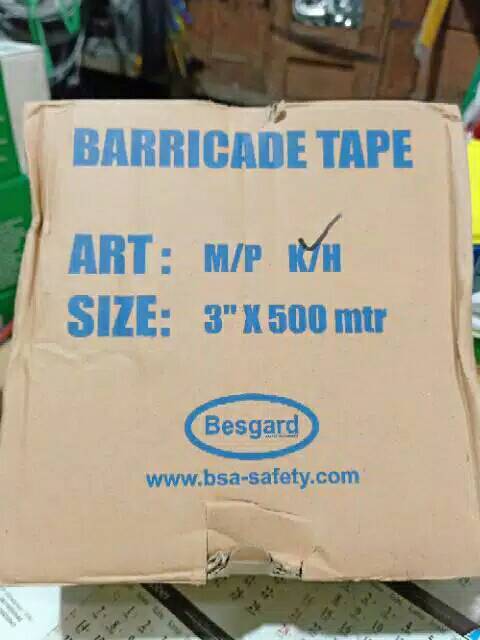 BARRICADE TAPE
ART: M/P K/H
SIZE: 3" X 500 mtr
Besgard
www.bsa-safety.com